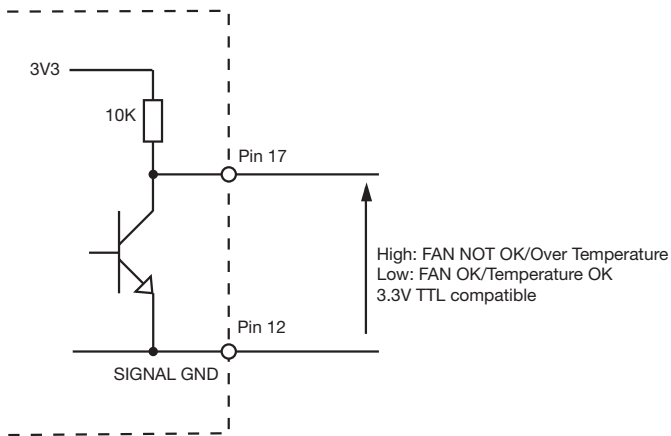 3V3
10K
Pin 17
High: FAN NOT OK/Over Temperature
Low: FAN OK/Temperature OK
3.3V TTL compatible
Pin 12
SIGNAL GND